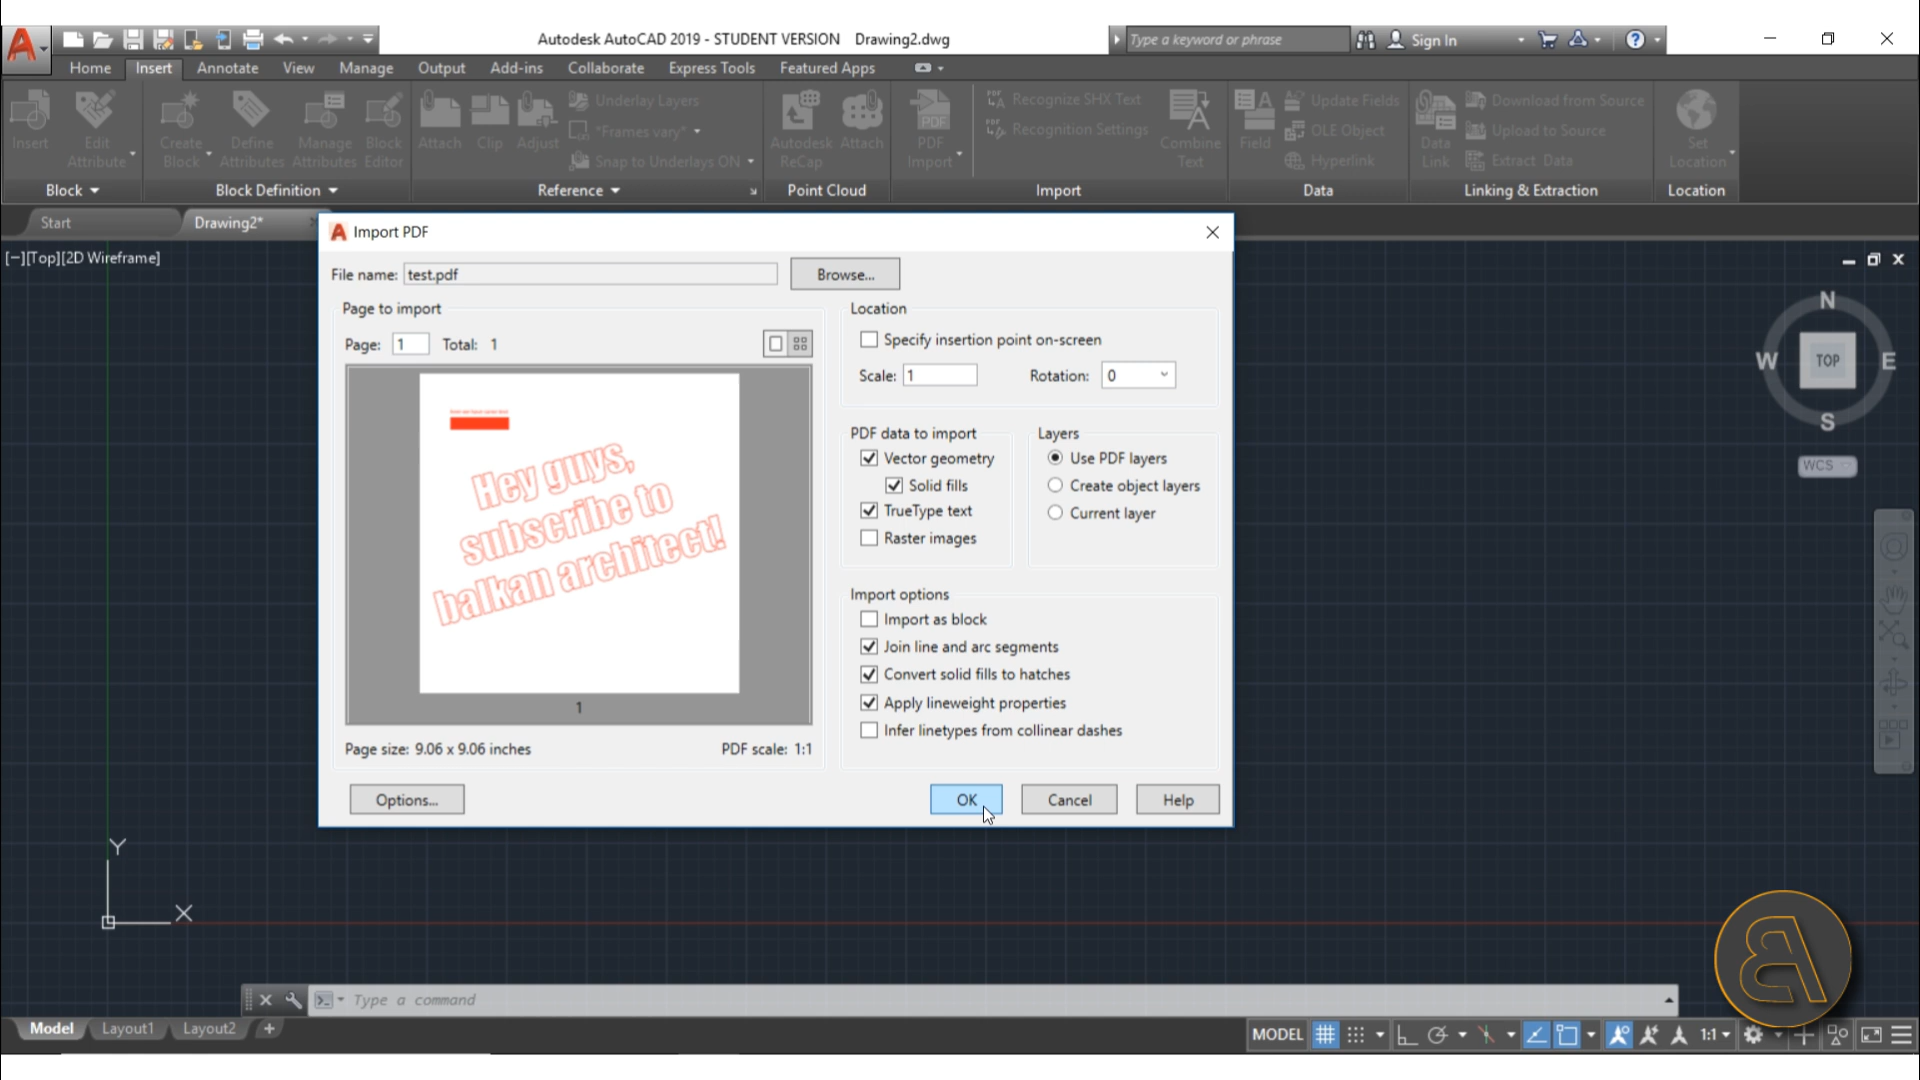 Autodesk AutoCAD 2019 - STUDENT VERSION Drawing2.dwg
Type a keyword or phrase
Sign In
Home Insert Annotate View Manage Output Add-ins Collaborate Express Tools Featured Apps
Insert
Edit Attribute
Create Block
Define Attributes
Manage Attributes
Block Editor
Attach
Clip
Adjust
Underlay Layers
*Frames vary*
Snap to Underlays ON
Autodesk ReCap
Attach
PDF Import
Recognize SHX Text
Recognition Settings
Combine Text
Field
Update Fields
OLE Object
Hyperlink
Data Link
Download from Source
Upload to Source
Extract Data
Set Location
Block Block Definition Reference Point Cloud Import Data Linking & Extraction Location
Start Drawing2*
[−][Top][2D Wireframe]
Import PDF
File name: test.pdf Browse...
Page to import
Page: 1 Total: 1
Hey guys,
subscribe to
balkan architect!
1
Page size: 9.06 x 9.06 inches PDF scale: 1:1
Location
Specify insertion point on-screen
Scale: 1 Rotation: 0
PDF data to import
Vector geometry
Solid fills
TrueType text
Raster images
Layers
Use PDF layers
Create object layers
Current layer
Import options
Import as block
Join line and arc segments
Convert solid fills to hatches
Apply lineweight properties
Infer linetypes from collinear dashes
Options... OK Cancel Help
N
W TOP E
S
WCS
Y
X
Type a command
Model Layout1 Layout2 +
MODEL 1:1